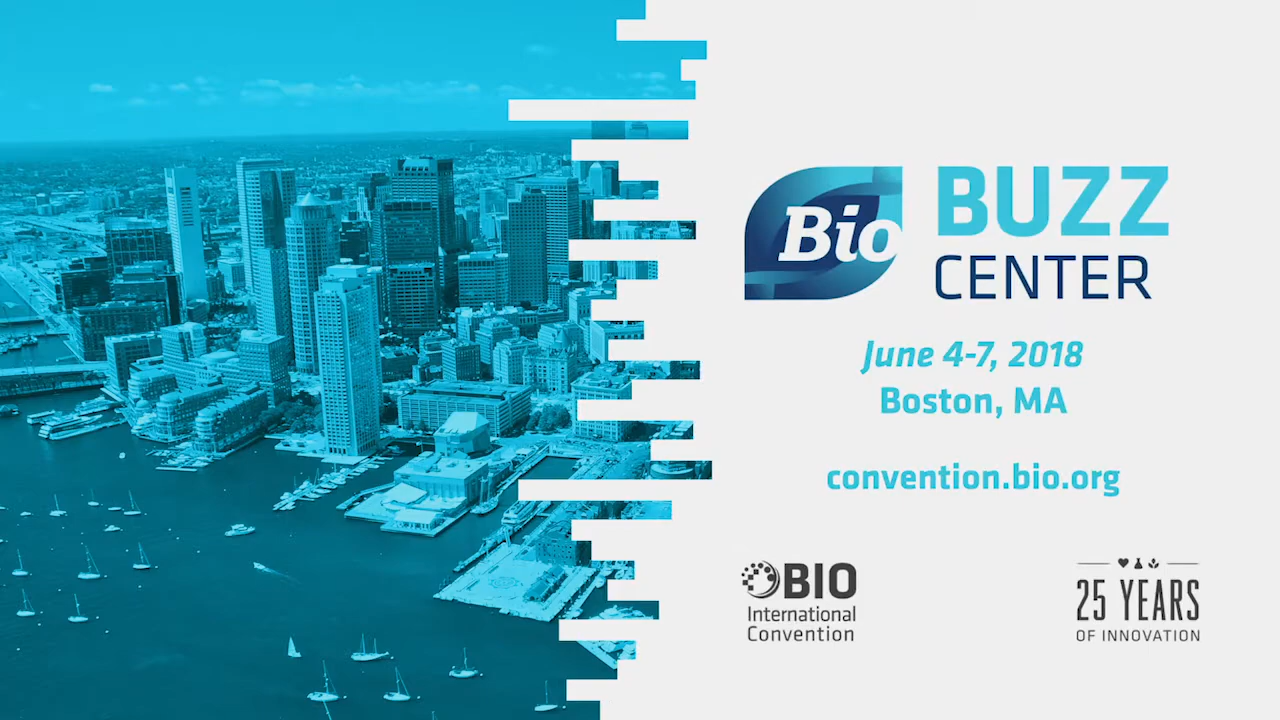 Bio BUZZ
CENTER
June 4-7, 2018
Boston, MA
convention.bio.org
BIO
International
Convention
25 YEARS
OF INNOVATION